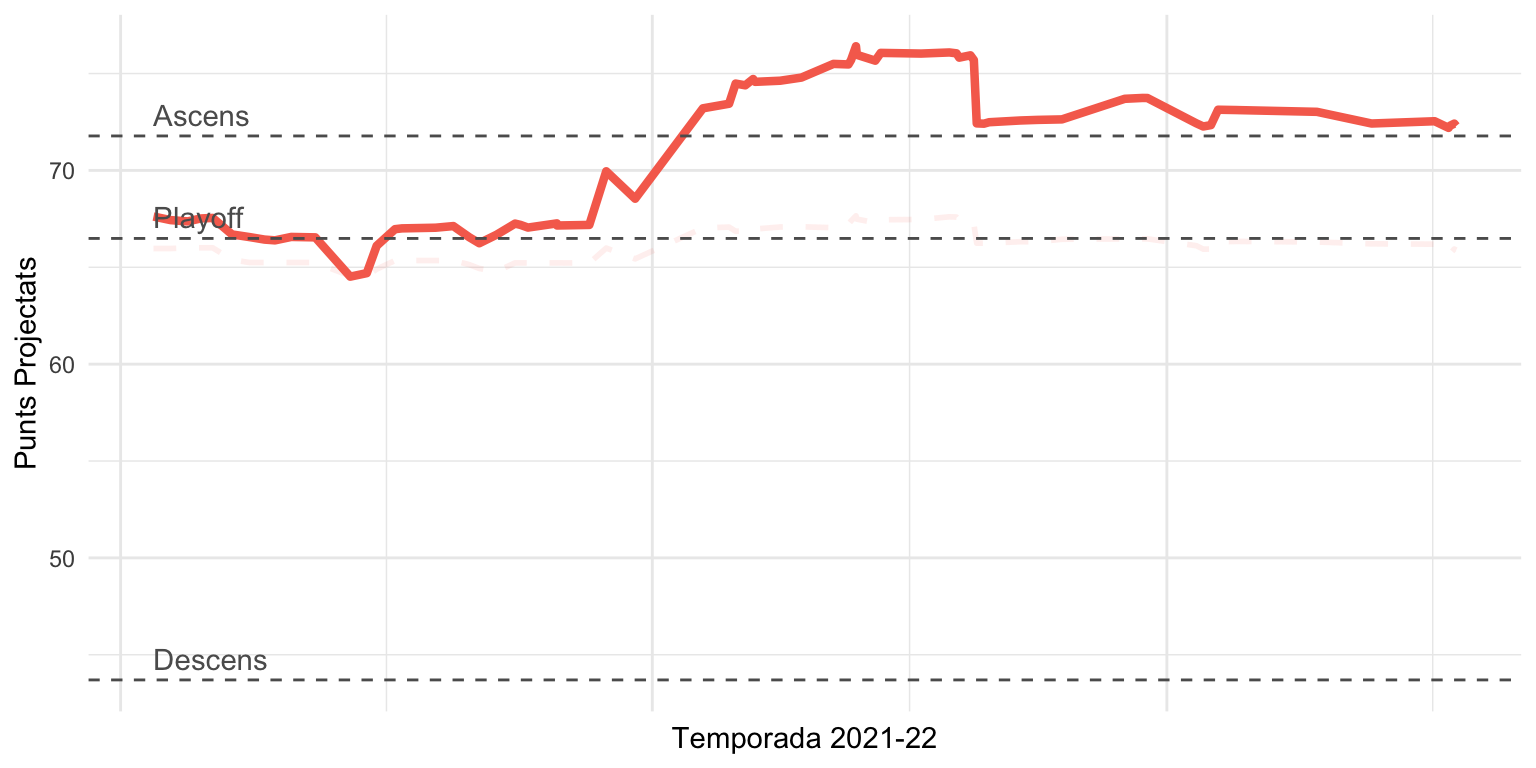 Ascens
70
Playoff
Punts Projectats
60
50
Descens
Temporada 2021-22